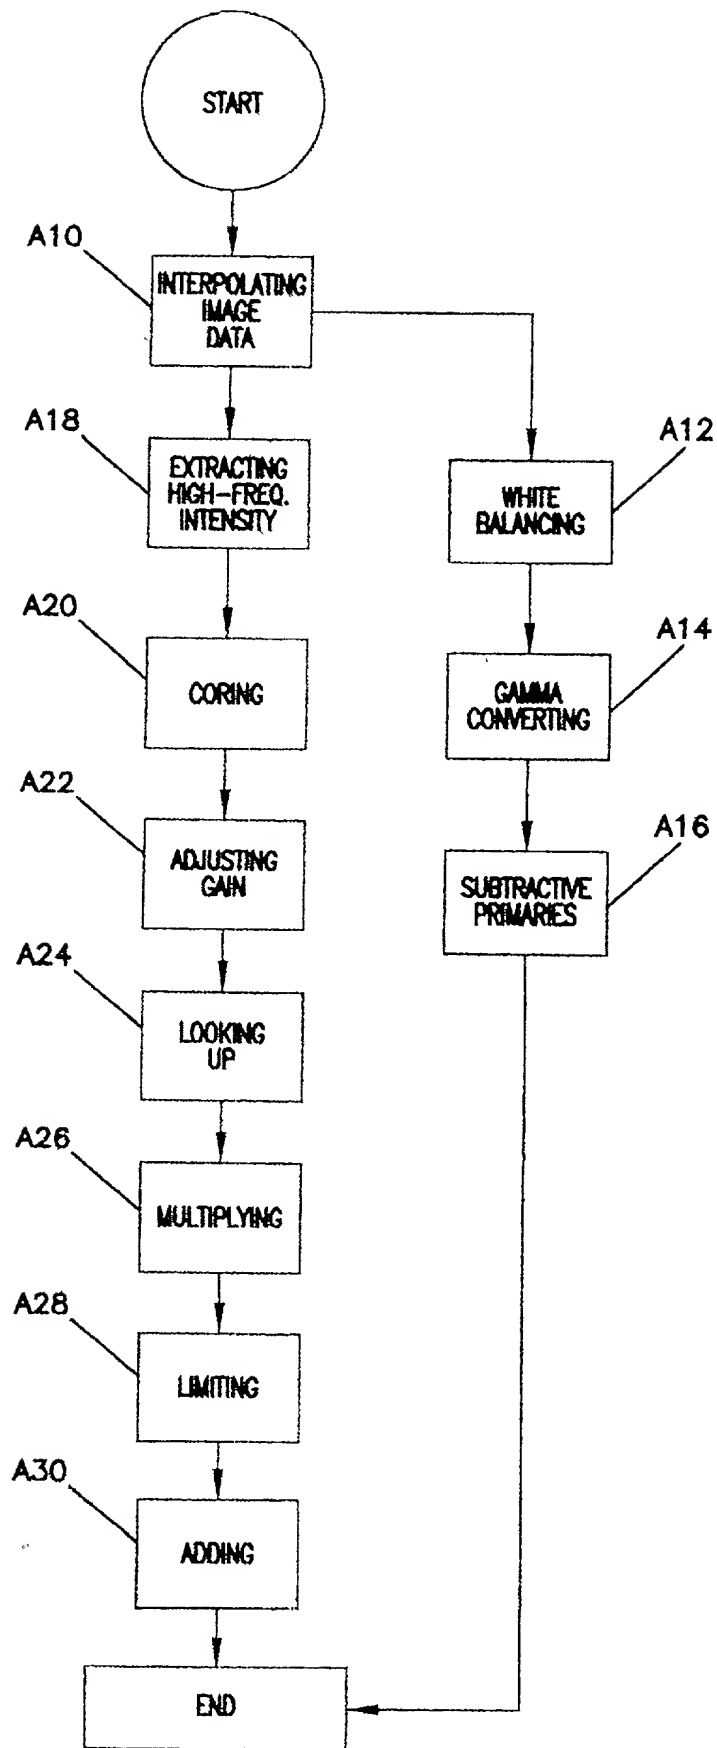 START
A10
INTERPOLATING
IMAGE
DATA
A18
EXTRACTING
HIGH-FREQ.
INTENSITY
A12
WHITE
BALANCING
A20
CORING
A14
GAMMA
CONVERTING
A22
ADJUSTING
GAIN
A16
SUBTRACTIVE
PRIMARIES
A24
LOOKING
UP
A26
MULTIPLYING
A28
LIMITING
A30
ADDING
END